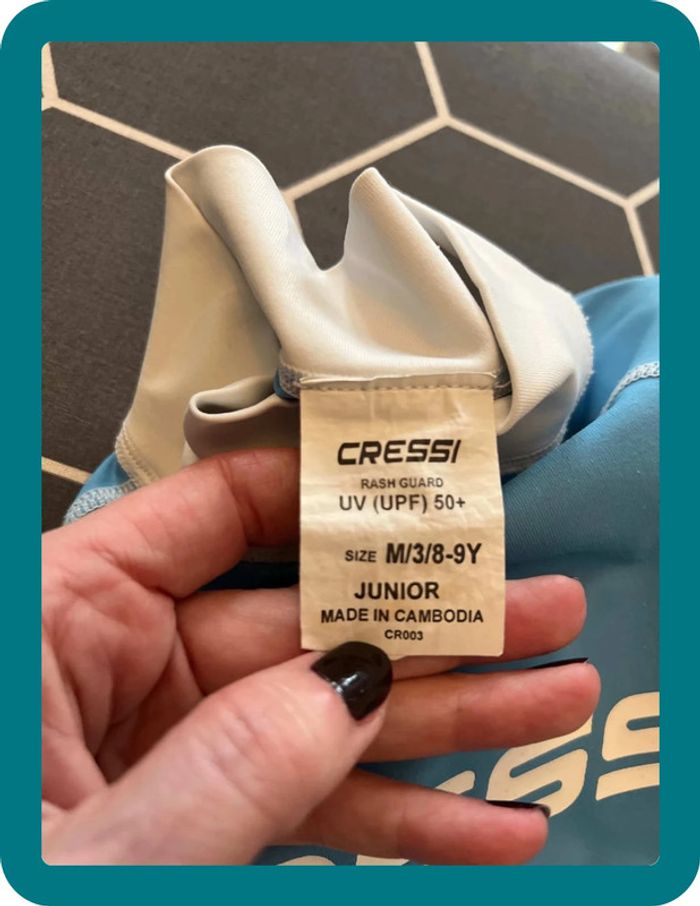 CRESSI
RASH GUARD
UV (UPF) 50+
SIZE M/3/8-9Y
JUNIOR
MADE IN CAMBODIA
CR003